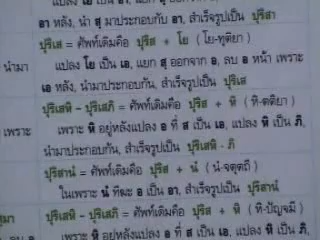 อา หลัง, นำ สฺ มาประกอบกับ อา, สำเร็จรูปเป็น ปุริสา
ปุริเส = ศัพท์เดิมคือ ปุริส + โย (โย-ทุติยา)
แปลง โย เป็น เอ, แยก สฺ ออกจาก อ, ลบ อ หน้า เพราะ
นำมา เอ หลัง, นำมาประกอบกัน, สำเร็จรูปเป็น ปุริเส
ปุริเสหิ - ปุริเสภิ = ศัพท์เดิมคือ ปุริส + หิ (หิ-ตติยา)
เพราะ เพราะ หิ อยู่หลังแปลง อ ที่ ส เป็น เอ, แปลง หิ เป็น ภิ,
นำมาประกอบกัน, สำเร็จรูปเป็น ปุริเสหิ - ภิ
ปุริสานํ = ศัพท์เดิมคือ ปุริส + นํ (นํ-จตุตถี)
ในเพราะ นํ ทีฆะ อ เป็น อา, สำเร็จรูปเป็น ปุริสานํ
ปุริเสหิ - ปุริเสภิ = ศัพท์เดิมคือ ปุริส + หิ (หิ-ปัญจมี)
เพราะ หิ อยู่หลังแปลง อ ที่ ส เป็น เอ, แปลง หิ เป็น ภิ,